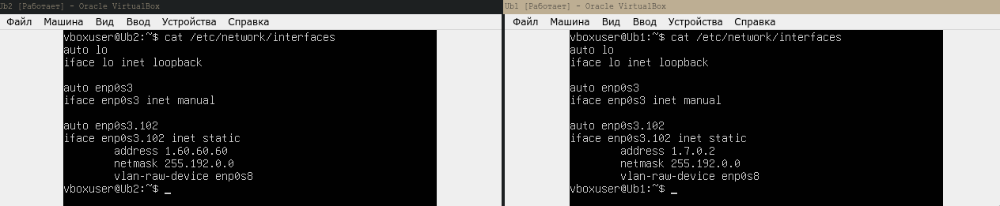 Ub2 [Работает] - Oracle VirtualBox
Файл Машина Вид Ввод Устройства Справка
vboxuser@Ub2:~$ cat /etc/network/interfaces
auto lo
iface lo inet loopback
auto enp0s3
iface enp0s3 inet manual
auto enp0s3.102
iface enp0s3.102 inet static
address 1.60.60.60
netmask 255.192.0.0
vlan-raw-device enp0s8
vboxuser@Ub2:~$ _
Ub1 [Работает] - Oracle VirtualBox
Файл Машина Вид Ввод Устройства Справка
vboxuser@Ub1:~$ cat /etc/network/interfaces
auto lo
iface lo inet loopback
auto enp0s3
iface enp0s3 inet manual
auto enp0s3.102
iface enp0s3.102 inet static
address 1.7.0.2
netmask 255.192.0.0
vlan-raw-device enp0s8
vboxuser@Ub1:~$ _